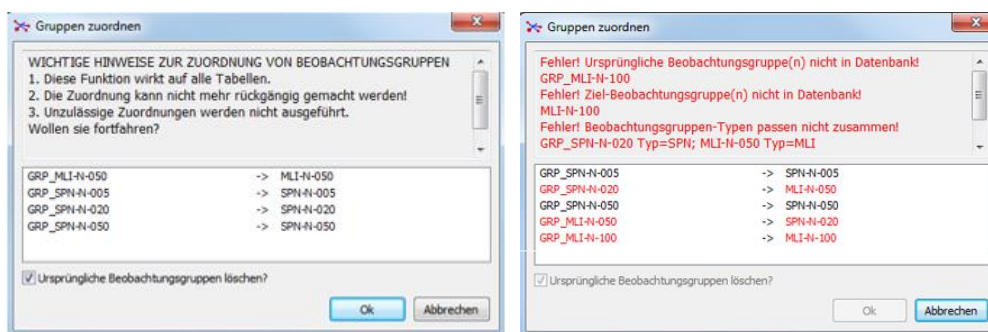 Gruppen zuordnen
WICHTIGE HINWEISE ZUR ZUORDNUNG VON BEOBACHTUNGSGRUPPEN
1. Diese Funktion wirkt auf alle Tabellen.
2. Die Zuordnung kann nicht mehr rückgängig gemacht werden!
3. Unzulässige Zuordnungen werden nicht ausgeführt.
Wollen sie fortfahren?
GRP_MLI-N-050 -> MLI-N-050
GRP_SPN-N-005 -> SPN-N-005
GRP_SPN-N-020 -> SPN-N-020
GRP_SPN-N-050 -> SPN-N-050
Ursprüngliche Beobachtungsgruppen löschen?
Ok Abbrechen
Gruppen zuordnen
Fehler! Ursprüngliche Beobachtungsgruppe(n) nicht in Datenbank!
GRP_MLI-N-100
Fehler! Ziel-Beobachtungsgruppe(n) nicht in Datenbank!
MLI-N-100
Fehler! Beobachtungsgruppen-Typen passen nicht zusammen!
GRP_SPN-N-020 Typ=SPN; MLI-N-050 Typ=MLI
GRP_SPN-N-005 -> SPN-N-005
GRP_SPN-N-020 -> MLI-N-050
GRP_SPN-N-050 -> SPN-N-050
GRP_MLI-N-050 -> SPN-N-020
GRP_MLI-N-100 -> MLI-N-100
Ursprüngliche Beobachtungsgruppen löschen?
Ok Abbrechen